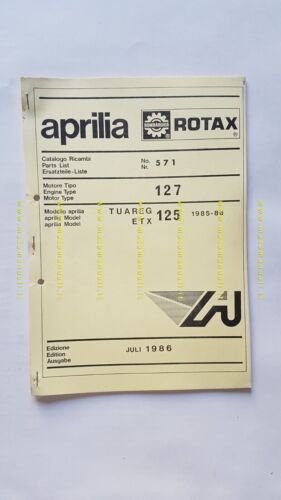 aprilia BOMBARDIER ROTAX ®
Catalogo Ricambi
Parts List
Ersatzteile-Liste
No. 571
Nr.
Motore Tipo
Engine Type
Motor Type
127
Modello aprilia
aprilia Model
aprilia Model
TUAREG 125 1985-86
ETX
Edizione
Edition
Ausgabe
JULI 1986